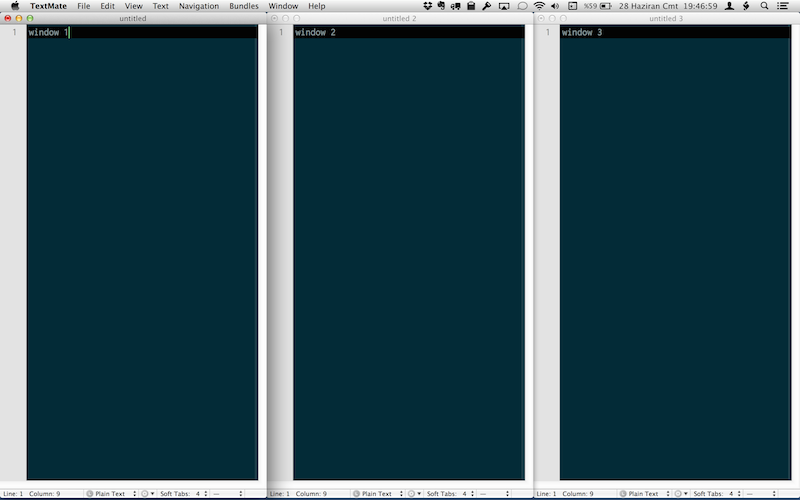 TextMate File Edit View Text Navigation Bundles Window Help %59 28 Haziran Cmt 19:46:59
untitled
untitled 2
untitled 3
1 window 1
1 window 2
1 window 3
Line: 1 Column: 9 Plain Text Soft Tabs: 4 —
Line: 1 Column: 9 Plain Text Soft Tabs: 4 —
Line: 1 Column: 9 Plain Text Soft Tabs: 4 —